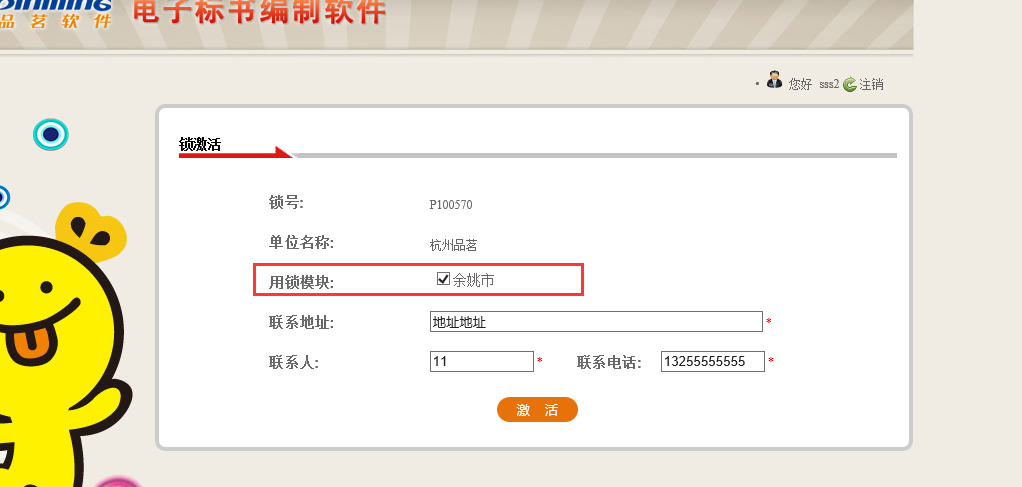 电子标书编制软件
品茗软件
• 您好 sss2 注销
锁激活
锁号: P100570
单位名称: 杭州品茗
用锁模块: 余姚市
联系地址: 地址地址 *
联系人: 11 * 联系电话: 13255555555 *
激 活